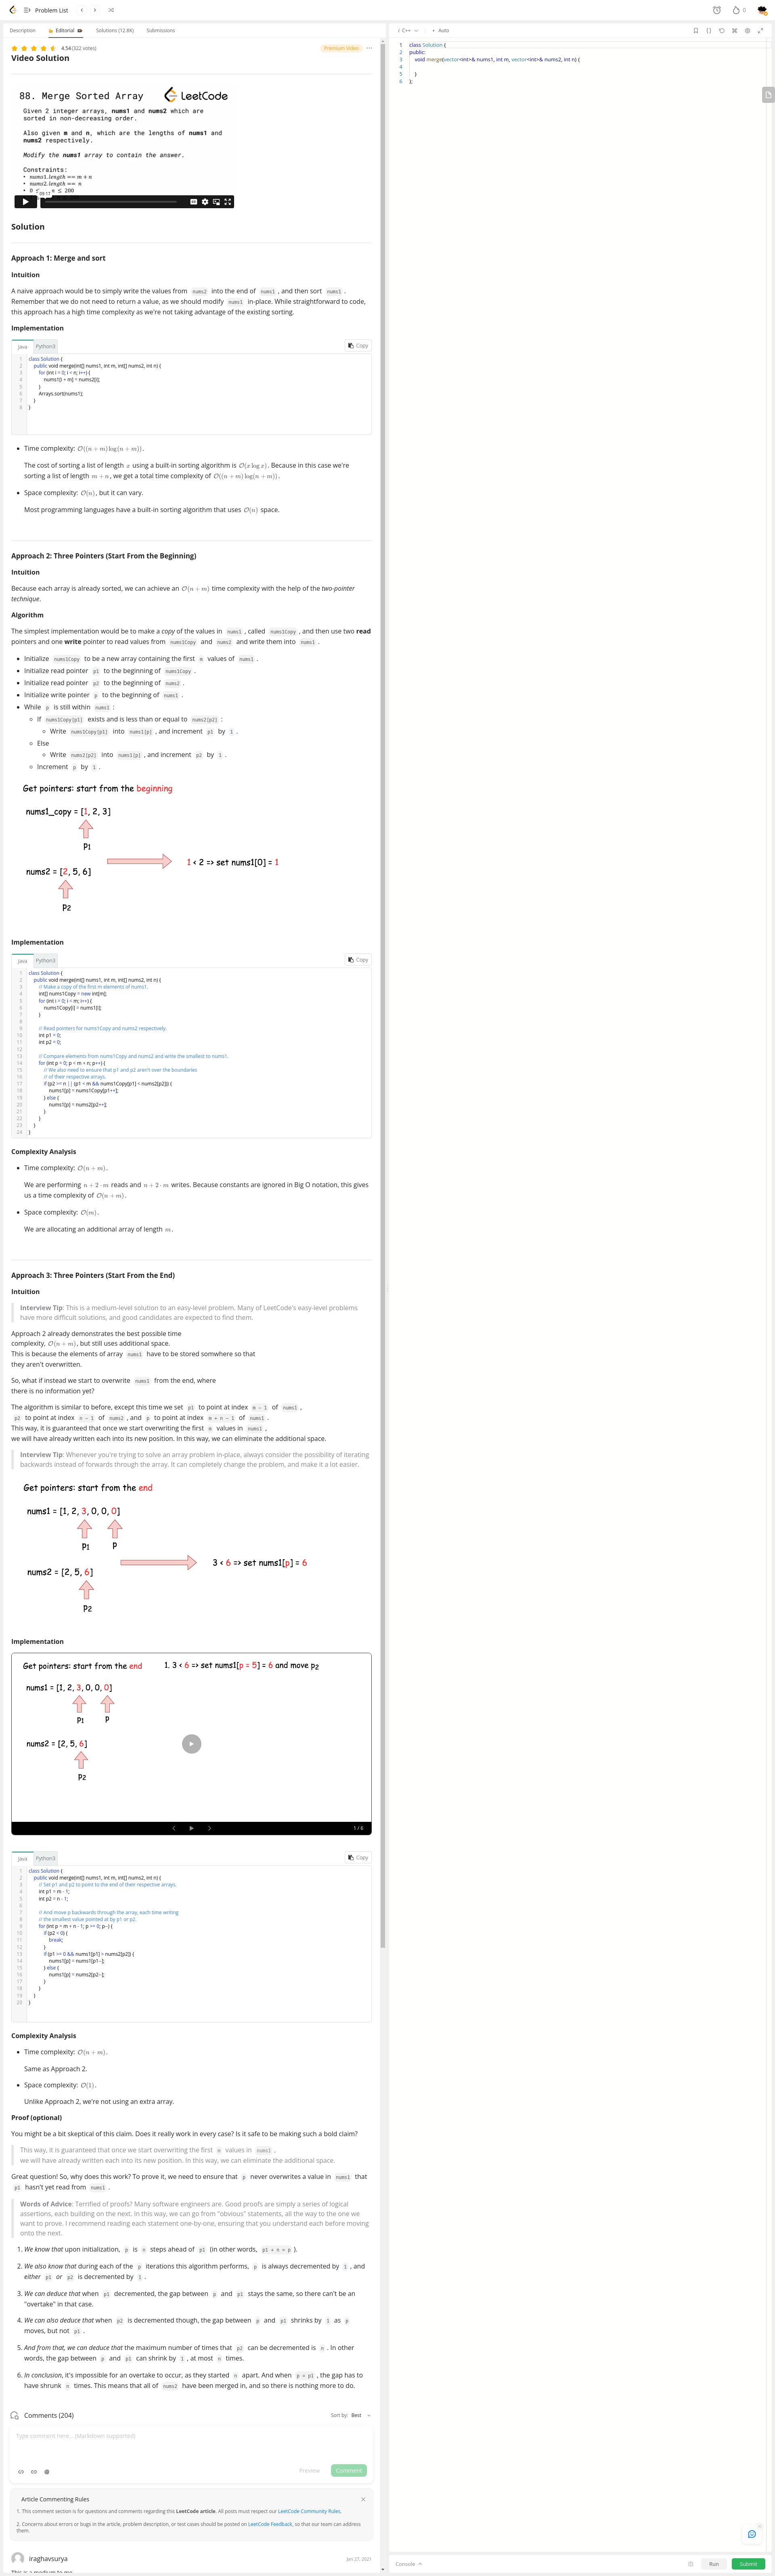 Problem List
0
Description
Editorial
Solutions (12.8K)
Submissions
C++
Auto
4.54 (322 votes)
Premium Video
Video Solution
88. Merge Sorted Array
LeetCode
Given 2 integer arrays, nums1 and nums2 which are
sorted in non-decreasing order.
Also given m and n, which are the lengths of nums1 and
nums2 respectively.
Modify the nums1 array to contain the answer.
Constraints:
• nums1.length == m + n
• nums2.length == n
≤ 200
Solution
Approach 1: Merge and sort
Intuition
A naive approach would be to simply write the values from nums2 into the end of nums1 , and then sort nums1 .
Remember that we do not need to return a value, as we should modify nums1 in-place. While straightforward to code,
this approach has a high time complexity as we're not taking advantage of the existing sorting.
Implementation
Java
Python3
Copy
1 class Solution {
2 public void merge(int[] nums1, int m, int[] nums2, int n) {
3 for (int i = 0; i < n; i++) {
4 nums1[i + m] = nums2[i];
5 }
6 Arrays.sort(nums1);
7 }
8 }
• Time complexity: O((n + m) log(n + m)).
The cost of sorting a list of length x using a built-in sorting algorithm is O(x log x). Because in this case we're
sorting a list of length m + n, we get a total time complexity of O((n + m) log(n + m)).
• Space complexity: O(n), but it can vary.
Most programming languages have a built-in sorting algorithm that uses O(n) space.
Approach 2: Three Pointers (Start From the Beginning)
Intuition
Because each array is already sorted, we can achieve an O(n + m) time complexity with the help of the two-pointer
technique.
Algorithm
The simplest implementation would be to make a copy of the values in nums1 , called nums1Copy , and then use two read
pointers and one write pointer to read values from nums1Copy and nums2 and write them into nums1 .
• Initialize nums1Copy to be a new array containing the first m values of nums1 .
• Initialize read pointer p1 to the beginning of nums1Copy .
• Initialize read pointer p2 to the beginning of nums2 .
• Initialize write pointer p to the beginning of nums1 .
• While p is still within nums1 :
◦ If nums1Copy[p1] exists and is less than or equal to nums2[p2] :
▪ Write nums1Copy[p1] into nums1[p] , and increment p1 by 1 .
◦ Else
▪ Write nums2[p2] into nums1[p] , and increment p2 by 1 .
◦ Increment p by 1 .
Get pointers: start from the beginning
nums1_copy = [1, 2, 3]
p1
1 < 2 => set nums1[0] = 1
nums2 = [2, 5, 6]
p2
Implementation
Java
Python3
Copy
1 class Solution {
2 public void merge(int[] nums1, int m, int[] nums2, int n) {
3 // Make a copy of the first m elements of nums1.
4 int[] nums1Copy = new int[m];
5 for (int i = 0; i < m; i++) {
6 nums1Copy[i] = nums1[i];
7 }
8
9 // Read pointers for nums1Copy and nums2 respectively.
10 int p1 = 0;
11 int p2 = 0;
12
13 // Compare elements from nums1Copy and nums2 and write the smallest to nums1.
14 for (int p = 0; p < m + n; p++) {
15 // We also need to ensure that p1 and p2 aren't over the boundaries
16 // of their respective arrays.
17 if (p2 >= n || (p1 < m && nums1Copy[p1] < nums2[p2])) {
18 nums1[p] = nums1Copy[p1++];
19 } else {
20 nums1[p] = nums2[p2++];
21 }
22 }
23 }
24 }
Complexity Analysis
• Time complexity: O(n + m).
We are performing n + 2 · m reads and n + 2 · m writes. Because constants are ignored in Big O notation, this gives
us a time complexity of O(n + m).
• Space complexity: O(m).
We are allocating an additional array of length m.
Approach 3: Three Pointers (Start From the End)
Intuition
Interview Tip: This is a medium-level solution to an easy-level problem. Many of LeetCode's easy-level problems
have more difficult solutions, and good candidates are expected to find them.
Approach 2 already demonstrates the best possible time
complexity, O(n + m), but still uses additional space.
This is because the elements of array nums1 have to be stored somwhere so that
they aren't overwritten.
So, what if instead we start to overwrite nums1 from the end, where
there is no information yet?
The algorithm is similar to before, except this time we set p1 to point at index m - 1 of nums1 ,
p2 to point at index n - 1 of nums2 , and p to point at index m + n - 1 of nums1 .
This way, it is guaranteed that once we start overwriting the first m values in nums1 ,
we will have already written each into its new position. In this way, we can eliminate the additional space.
Interview Tip: Whenever you're trying to solve an array problem in-place, always consider the possibility of iterating
backwards instead of forwards through the array. It can completely change the problem, and make it a lot easier.
Get pointers: start from the end
nums1 = [1, 2, 3, 0, 0, 0]
p1 p
3 < 6 => set nums1[p] = 6
nums2 = [2, 5, 6]
p2
Implementation
Get pointers: start from the end
1. 3 < 6 => set nums1[p = 5] = 6 and move p2
nums1 = [1, 2, 3, 0, 0, 0]
p1 p
nums2 = [2, 5, 6]
p2
1 / 6
Java
Python3
Copy
1 class Solution {
2 public void merge(int[] nums1, int m, int[] nums2, int n) {
3 // Set p1 and p2 to point to the end of their respective arrays.
4 int p1 = m - 1;
5 int p2 = n - 1;
6
7 // And move p backwards through the array, each time writing
8 // the smallest value pointed at by p1 or p2.
9 for (int p = m + n - 1; p >= 0; p--) {
10 if (p2 < 0) {
11 break;
12 }
13 if (p1 >= 0 && nums1[p1] > nums2[p2]) {
14 nums1[p] = nums1[p1--];
15 } else {
16 nums1[p] = nums2[p2--];
17 }
18 }
19 }
20 }
Complexity Analysis
• Time complexity: O(n + m).
Same as Approach 2.
• Space complexity: O(1).
Unlike Approach 2, we're not using an extra array.
Proof (optional)
You might be a bit skeptical of this claim. Does it really work in every case? Is it safe to be making such a bold claim?
This way, it is guaranteed that once we start overwriting the first m values in nums1 ,
we will have already written each into its new position. In this way, we can eliminate the additional space.
Great question! So, why does this work? To prove it, we need to ensure that p never overwrites a value in nums1 that
p1 hasn't yet read from nums1 .
Words of Advice: Terrified of proofs? Many software engineers are. Good proofs are simply a series of logical
assertions, each building on the next. In this way, we can go from "obvious" statements, all the way to the one we
want to prove. I recommend reading each statement one-by-one, ensuring that you understand each before moving
onto the next.
1. We know that upon initialization, p is n steps ahead of p1 (in other words, p1 + n = p ).
2. We also know that during each of the p iterations this algorithm performs, p is always decremented by 1 , and
either p1 or p2 is decremented by 1 .
3. We can deduce that when p1 decremented, the gap between p and p1 stays the same, so there can't be an
"overtake" in that case.
4. We can also deduce that when p2 is decremented though, the gap between p and p1 shrinks by 1 as p
moves, but not p1 .
5. And from that, we can deduce that the maximum number of times that p2 can be decremented is n . In other
words, the gap between p and p1 can shrink by 1 , at most n times.
6. In conclusion, it's impossible for an overtake to occur, as they started n apart. And when p = p1 , the gap has to
have shrunk n times. This means that all of nums2 have been merged in, and so there is nothing more to do.
Comments (204)
Sort by: Best
Type comment here... (Markdown supported)
Preview
Comment
Article Commenting Rules
1. This comment section is for questions and comments regarding this LeetCode article. All posts must respect our LeetCode Community Rules.
2. Concerns about errors or bugs in the article, problem description, or test cases should be posted on LeetCode Feedback, so that our team can address
them.
iraghavsurya
Jan 27, 2021
1 class Solution {
2 public:
3 void merge(vector<int>& nums1, int m, vector<int>& nums2, int n) {
4
5 }
6 };
Console
Run
Submit